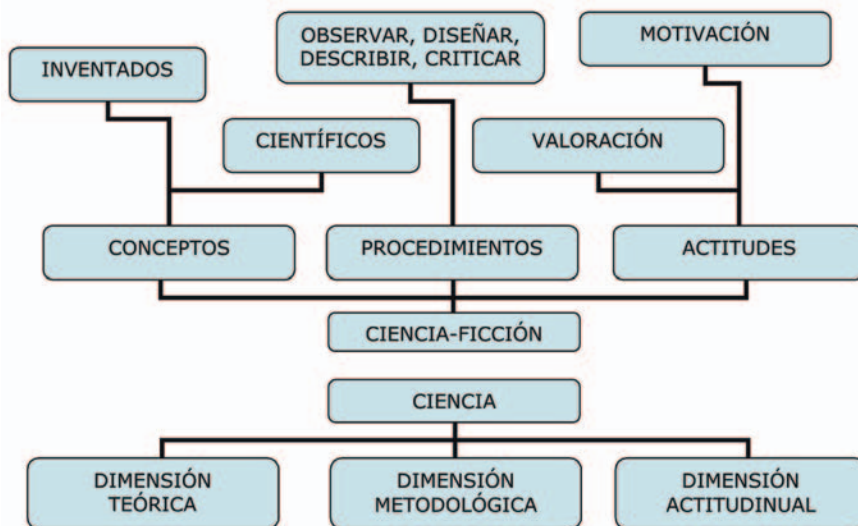 OBSERVAR, DISEÑAR,
DESCRIBIR, CRITICAR
MOTIVACIÓN
INVENTADOS
CIENTÍFICOS
VALORACIÓN
CONCEPTOS
PROCEDIMIENTOS
ACTITUDES
CIENCIA-FICCIÓN
CIENCIA
DIMENSIÓN
TEÓRICA
DIMENSIÓN
METODOLÓGICA
DIMENSIÓN
ACTITUDINUAL